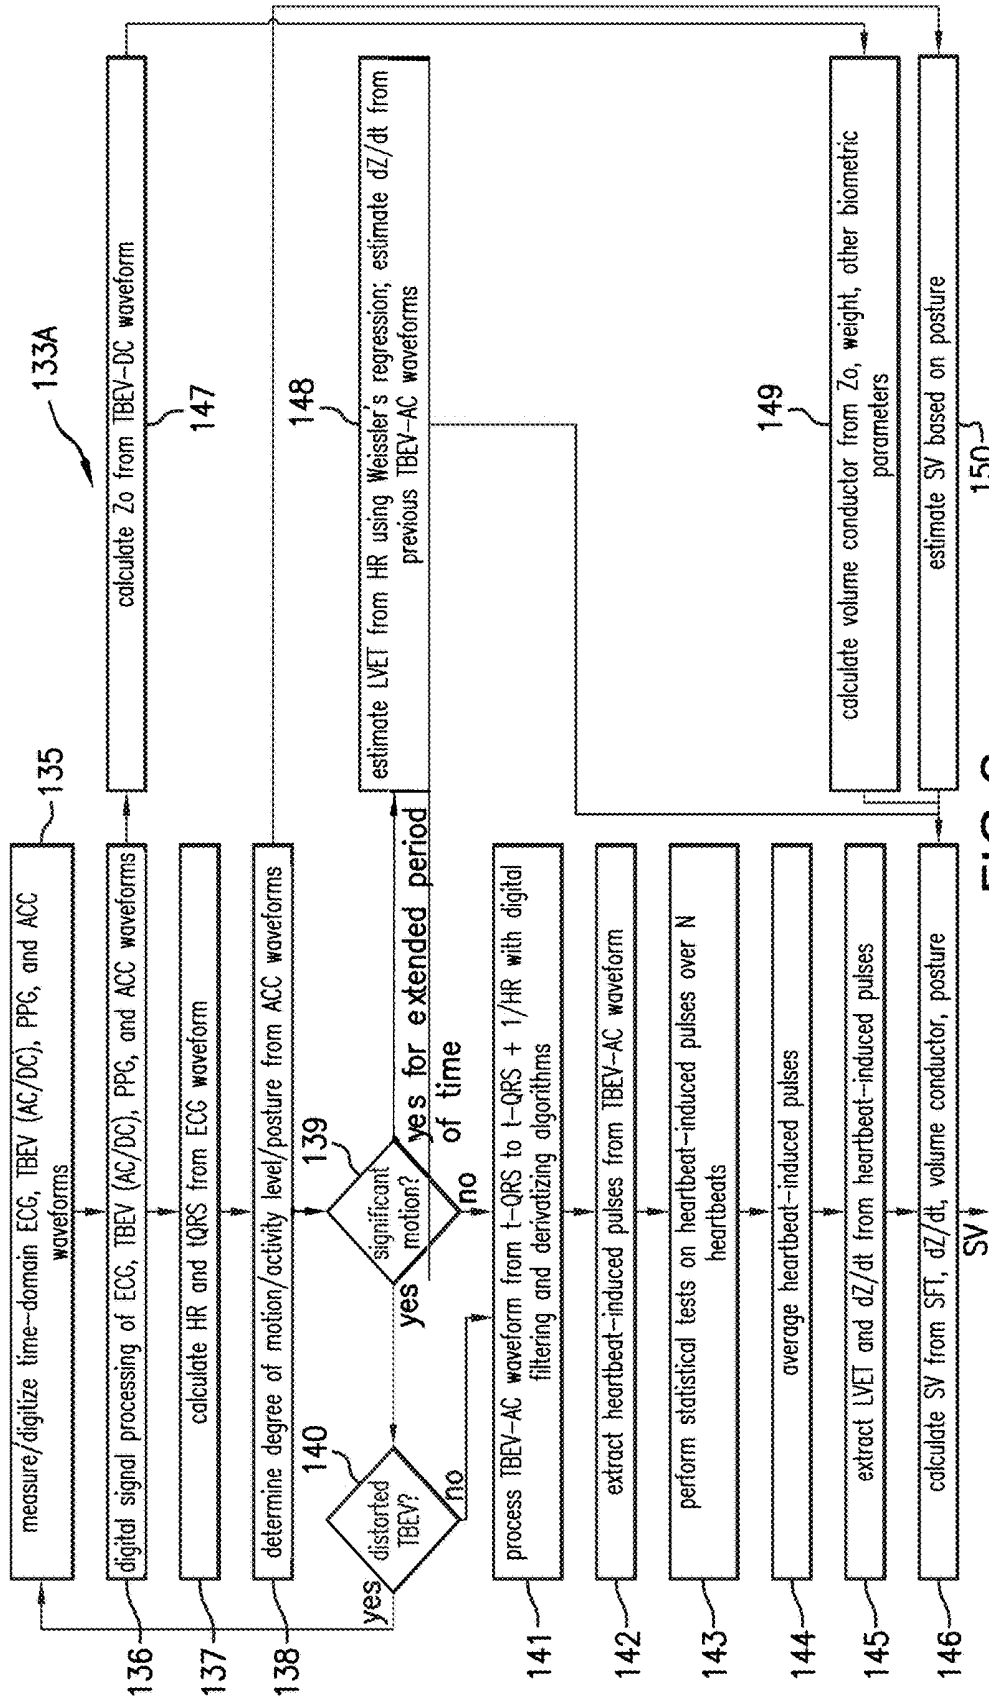 133A
measure/digitize time-domain ECG, TBEV (AC/DC), PPG, and ACC
waveforms
135
digital signal processing of ECG, TBEV (AC/DC), PPG, and ACC waveforms
136
calculate Zo from TBEV-DC waveform
147
calculate HR and tQRS from ECG waveform
137
determine degree of motion/activity level/posture from ACC waveforms
138
significant
motion?
139
yes
no
yes for extended period
of time
estimate LVET from HR using Weissler's regression; estimate dZ/dt from
previous TBEV-AC waveforms
148
distorted
TBEV?
140
yes
no
process TBEV-AC waveform from t-QRS to t-QRS + 1/HR with digital
filtering and derivatizing algorithms
141
extract heartbeat-induced pulses from TBEV-AC waveform
142
perform statistical tests on heartbeat-induced pulses over N
heartbeats
143
average heartbeat-induced pulses
144
extract LVET and dZ/dt from heartbeat-induced pulses
145
calculate volume conductor from Zo, weight, other biometric
parameters
149
calculate SV from SFT, dZ/dt, volume conductor, posture
146
estimate SV based on posture
150
SV